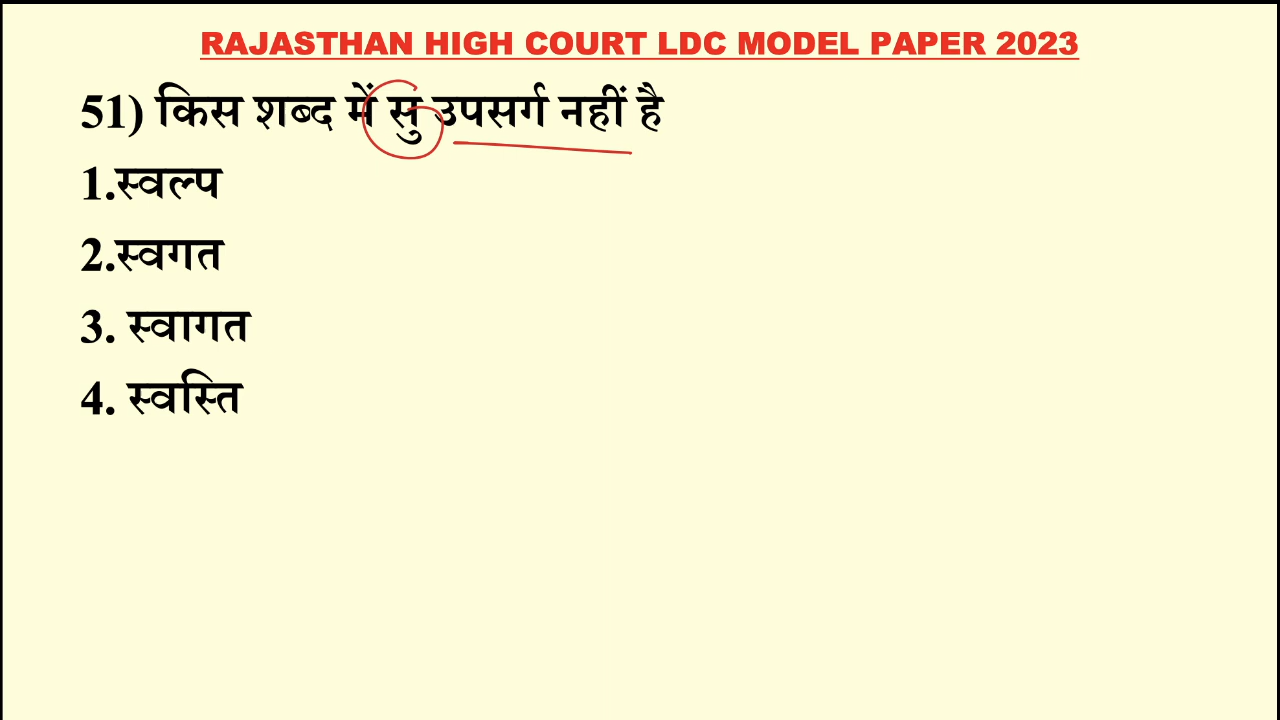 RAJASTHAN HIGH COURT LDC MODEL PAPER 2023
51) किस शब्द में सु उपसर्ग नहीं है
1.स्वल्प
2.स्वगत
3. स्वागत
4. स्वस्ति